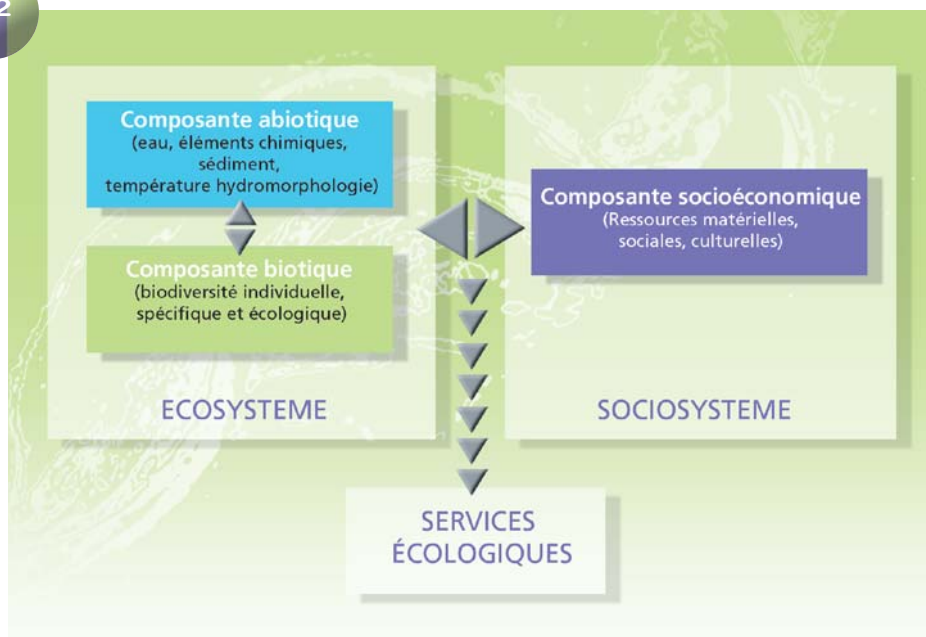 2
Composante abiotique
(eau, éléments chimiques,
sédiment,
température hydromorphologie)
Composante biotique
(biodiversité individuelle,
spécifique et écologique)
ECOSYSTEME
Composante socioéconomique
(Ressources matérielles,
sociales, culturelles)
SOCIOSYSTEME
SERVICES
ÉCOLOGIQUES